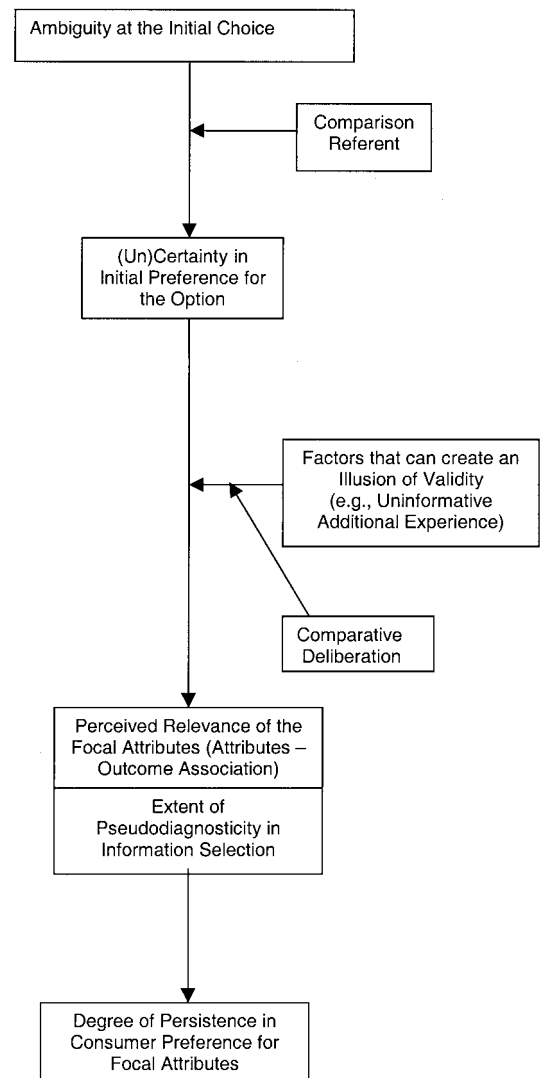 Ambiguity at the Initial Choice
Comparison
Referent
(Un)Certainty in
Initial Preference for
the Option
Factors that can create an
Illusion of Validity
(e.g., Uninformative
Additional Experience)
Comparative
Deliberation
Perceived Relevance of the
Focal Attributes (Attributes –
Outcome Association)
Extent of
Pseudodiagnosticity in
Information Selection
Degree of Persistence in
Consumer Preference for
Focal Attributes